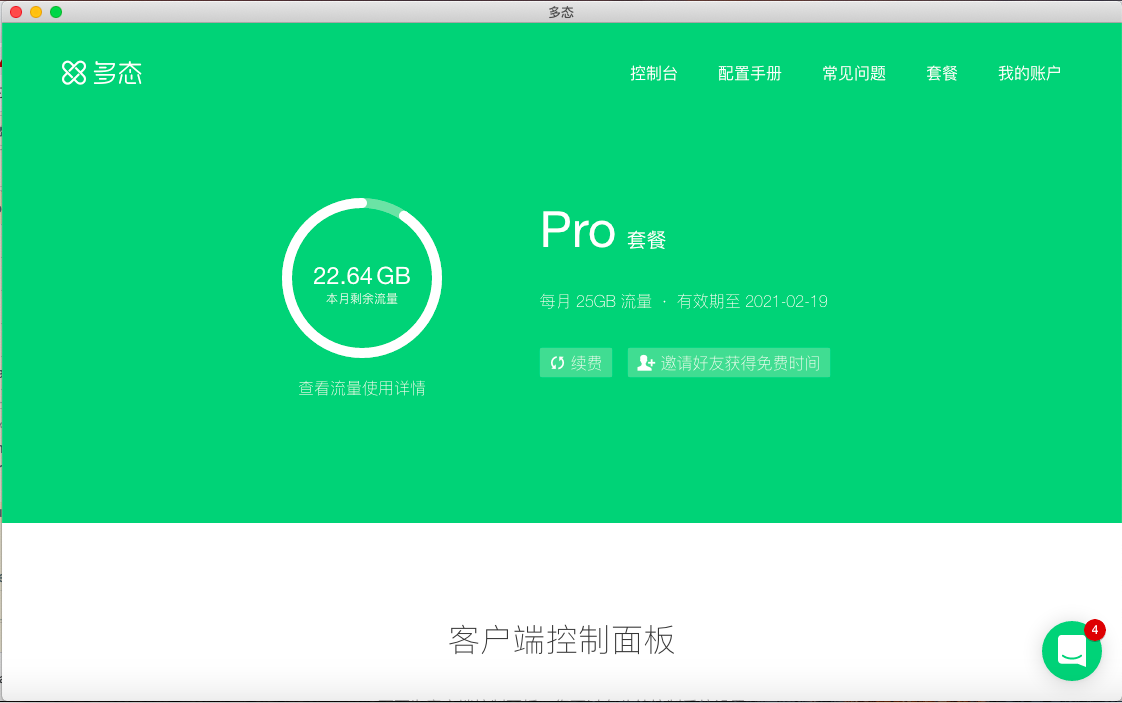 多态
多态
控制台 配置手册 常见问题 套餐 我的账户
22.64 GB
本月剩余流量
查看流量使用详情
Pro 套餐
每月 25GB 流量 · 有效期至 2021-02-19
续费 邀请好友获得免费时间
客户端控制面板
4